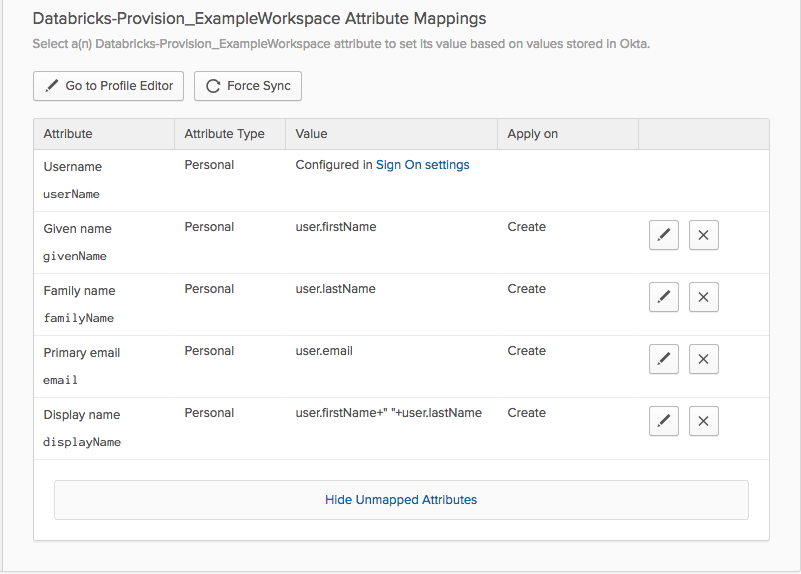 Databricks-Provision_ExampleWorkspace Attribute Mappings
Select a(n) Databricks-Provision_ExampleWorkspace attribute to set its value based on values stored in Okta.
Go to Profile Editor Force Sync
Attribute Attribute Type Value Apply on
Username Personal Configured in Sign On settings
userName
Given name Personal user.firstName Create
givenName
Family name Personal user.lastName Create
familyName
Primary email Personal user.email Create
email
Display name Personal user.firstName+" "+user.lastName Create
displayName
Hide Unmapped Attributes